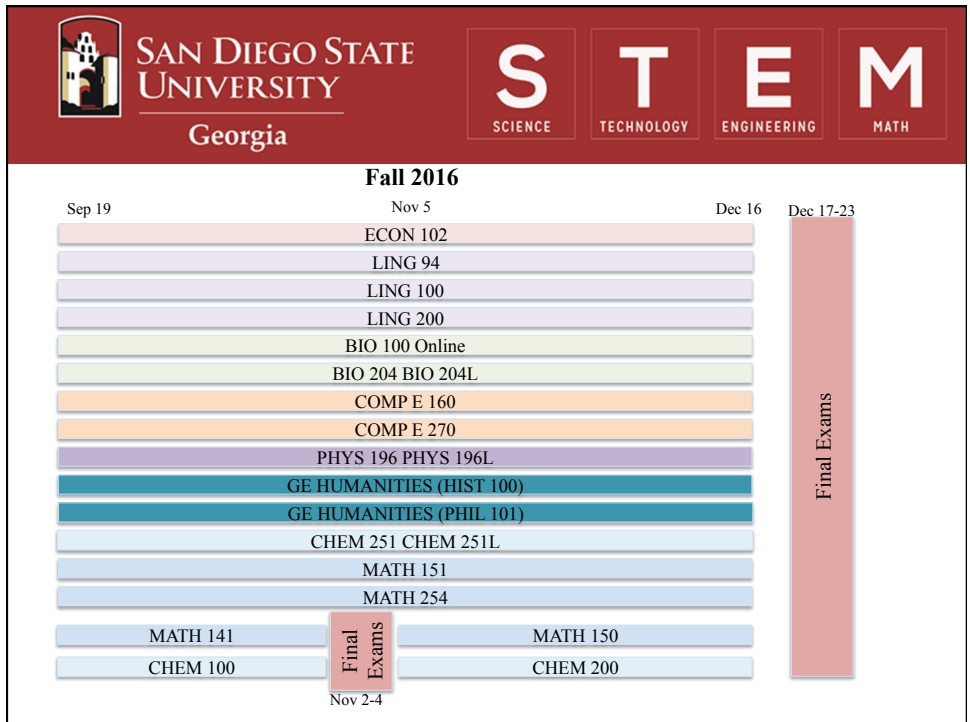 SAN DIEGO STATE
UNIVERSITY
Georgia
S
SCIENCE
T
TECHNOLOGY
E
ENGINEERING
M
MATH
Fall 2016
Sep 19
Nov 5
Dec 16
Dec 17-23
ECON 102
LING 94
LING 100
LING 200
BIO 100 Online
BIO 204 BIO 204L
COMP E 160
COMP E 270
PHYS 196 PHYS 196L
GE HUMANITIES (HIST 100)
GE HUMANITIES (PHIL 101)
CHEM 251 CHEM 251L
MATH 151
MATH 254
MATH 141
CHEM 100
Final
Exams
Nov 2-4
MATH 150
CHEM 200
Final Exams